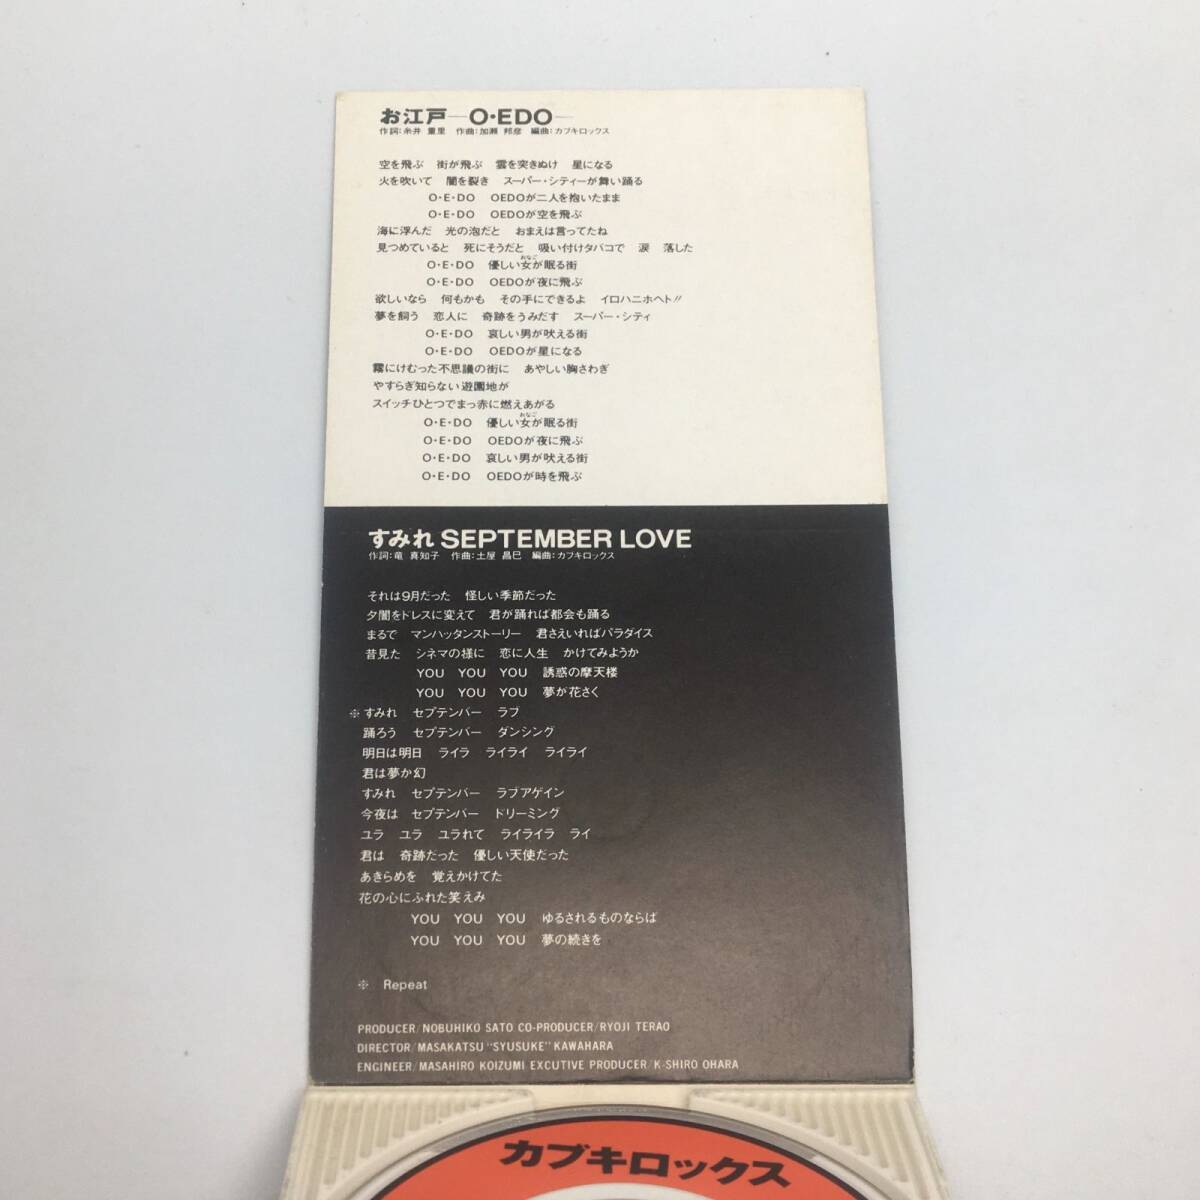 お江戸―O・EDO―
作詞:糸井 重里 作曲:加瀬 邦彦 編曲:カブキロックス
空を飛ぶ 街が飛ぶ 雲を突きぬけ 星になる
火を吹いて 闇を裂き スーパー・シティーが舞い踊る
O・E・DO OEDOが二人を抱いたまま
O・E・DO OEDOが空を飛ぶ
海に浮んだ 光の泡だと おまえは言ってたね
見つめていると 死にそうだと 吸い付けタバコで 涙 落した
おなご
O・E・DO 優しい女が眠る街
O・E・DO OEDOが夜に飛ぶ
欲しいなら 何もかも その手にできるよ イロハニホヘト!!
夢を飼う 恋人に 奇跡をうみだす スーパー・シティ
O・E・DO 哀しい男が吠える街
O・E・DO OEDOが星になる
霧にけむった不思議の街に あやしい胸さわぎ
やすらぎ知らない遊園地が
スイッチひとつでまっ赤に燃えあがる
おなご
O・E・DO 優しい女が眠る街
O・E・DO OEDOが夜に飛ぶ
O・E・DO 哀しい男が吠える街
O・E・DO OEDOが時を飛ぶ
すみれ SEPTEMBER LOVE
作詞:竜 真知子 作曲:土屋 昌巳 編曲:カブキロックス
それは9月だった 怪しい季節だった
夕闇をドレスに変えて 君が踊れば都会も踊る
まるで マンハッタンストーリー 君さえいればパラダイス
昔見た シネマの様に 恋に人生 かけてみようか
YOU YOU YOU 誘惑の摩天楼
YOU YOU YOU 夢が花さく
※すみれ セプテンバー ラブ
踊ろう セプテンバー ダンシング
明日は明日 ライラ ライライ ライライ
君は夢か幻
すみれ セプテンバー ラブアゲイン
今夜は セプテンバー ドリーミング
ユラ ユラ ユラれて ライライラ ライ
君は 奇跡だった 優しい天使だった
あきらめを 覚えかけてた
花の心にふれた笑えみ
YOU YOU YOU ゆるされるものならば
YOU YOU YOU 夢の続きを
※ Repeat
PRODUCER/NOBUHIKO SATO CO-PRODUCER/RYOJI TERAO
DIRECTOR/MASAKATSU "SYUSUKE" KAWAHARA
ENGINEER/MASAHIRO KOIZUMI EXCUTIVE PRODUCER/K-SHIRO OHARA
カブキロックス